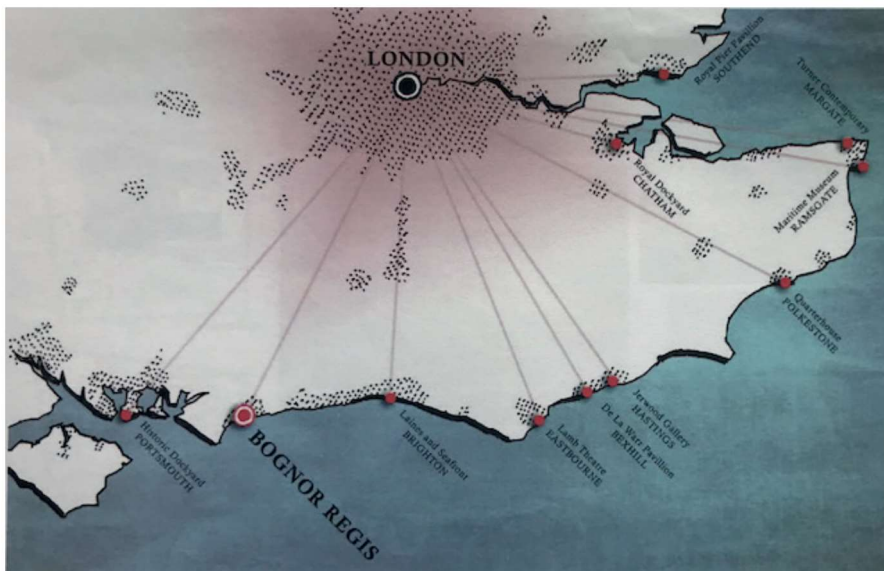 LONDON
Royal Pier Pavilion
SOUTHEND
Turner Contemporary
MARGATE
Royal Dockyard
CHATHAM
Maritime Museum
RAMSGATE
Quarterhouse
FOLKESTONE
Jerwood Gallery
HASTINGS
De La Warr Pavillion
BEXHILL
Lamb Theatre
EASTBOURNE
Laines and Seafront
BRIGHTON
BOGNOR REGIS
Historic Dockyard
PORTSMOUTH